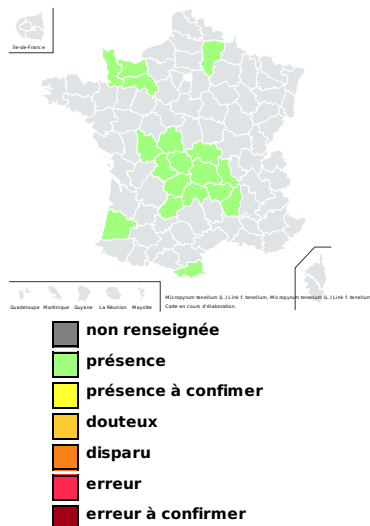 Île-de-France
Guadeloupe Martinique Guyane La Réunion Mayotte
Micropyrum tenellum (L.) Link f. tenellum, Micropyrum tenellum (L.) Link f. tenellum
Carte en cours d'élaboration.
non renseignée
présence
présence à confimer
douteux
disparu
erreur
erreur à confirmer